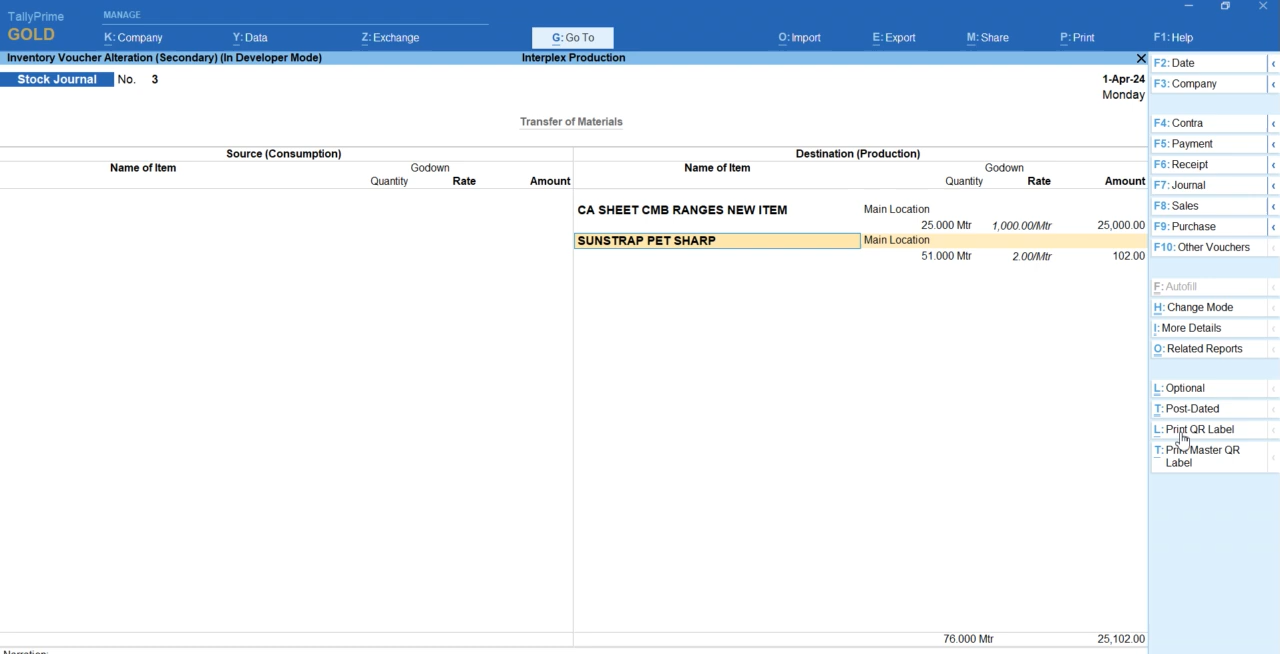 TallyPrime
GOLD
MANAGE
K: Company
Y: Data
Z: Exchange
G: Go To
O: Import
E: Export
M: Share
P: Print
F1: Help
Inventory Voucher Alteration (Secondary) (In Developer Mode)
Interplex Production
Stock Journal No. 3
1-Apr-24
Monday
Transfer of Materials
Source (Consumption)
Destination (Production)
Name of Item Godown
Quantity Rate Amount
Name of Item Godown
Quantity Rate Amount
CA SHEET CMB RANGES NEW ITEM Main Location
25.000 Mtr 1,000.00/Mtr 25,000.00
SUNSTRAP PET SHARP Main Location
51.000 Mtr 2.00/Mtr 102.00
76.000 Mtr 25,102.00
Narration:
F2: Date
F3: Company
F4: Contra
F5: Payment
F6: Receipt
F7: Journal
F8: Sales
F9: Purchase
F10: Other Vouchers
F: Autofill
H: Change Mode
I: More Details
O: Related Reports
L: Optional
T: Post-Dated
L: Print QR Label
T: Print Master QR
Label